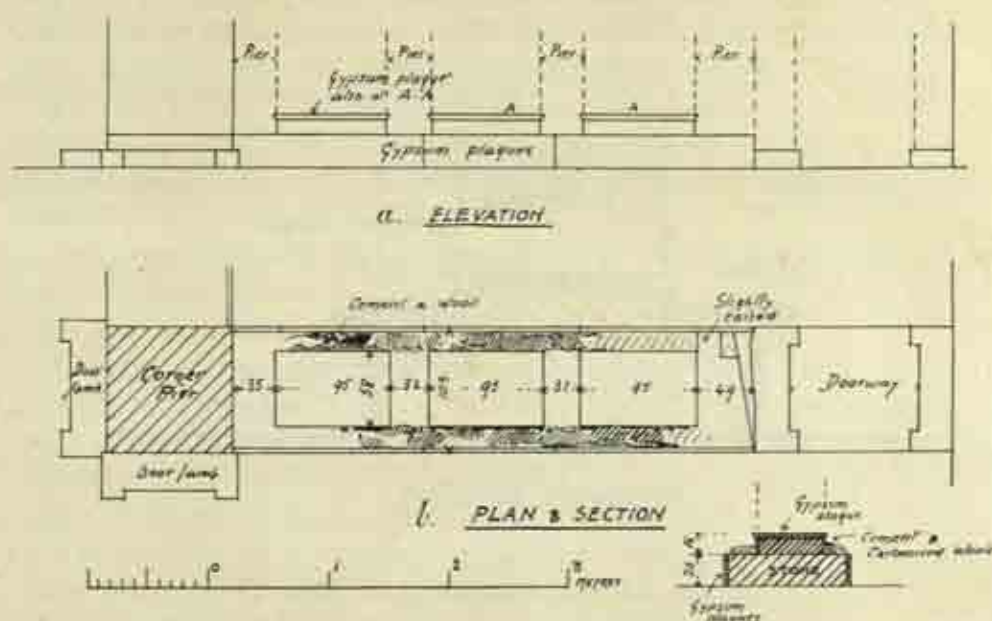 Pier
Pier
Pier
Pier
Gypsum plaque
also at A-A
A
A
Gypsum plaques
a. ELEVATION
Cement & wood
Slightly
raised
Door
Jamb
Corner
Pier
35
95
32
95
31
95
49
Doorway
Door Jamb
b. PLAN & SECTION
Gypsum
plaque
Cement &
Carbonized wood
STONE
Gypsum
plaques
0
1
2
3
METRES